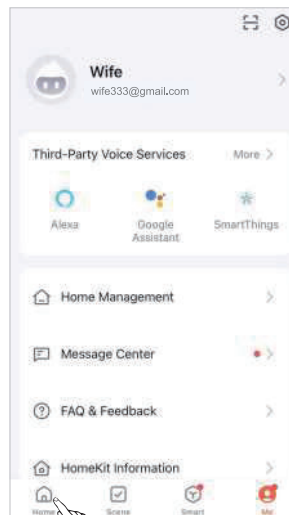 Wife
wife333@gmail.com
Third-Party Voice Services More
Alexa Google Assistant SmartThings
Home Management
Message Center
FAQ & Feedback
HomeKit Information
Home Scene Smart Me